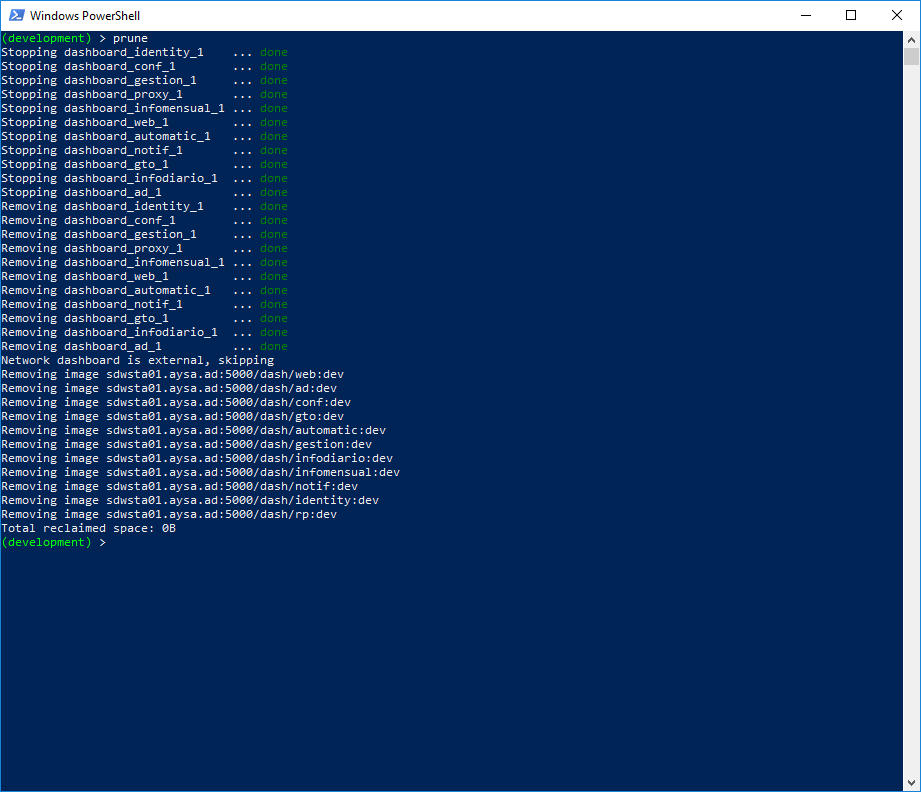 Windows PowerShell
(development) > prune
Stopping dashboard_identity_1    ... done
Stopping dashboard_conf_1        ... done
Stopping dashboard_gestion_1     ... done
Stopping dashboard_proxy_1       ... done
Stopping dashboard_infomensual_1 ... done
Stopping dashboard_web_1         ... done
Stopping dashboard_automatic_1   ... done
Stopping dashboard_notif_1       ... done
Stopping dashboard_gto_1         ... done
Stopping dashboard_infodiario_1  ... done
Stopping dashboard_ad_1          ... done
Removing dashboard_identity_1    ... done
Removing dashboard_conf_1        ... done
Removing dashboard_gestion_1     ... done
Removing dashboard_proxy_1       ... done
Removing dashboard_infomensual_1 ... done
Removing dashboard_web_1         ... done
Removing dashboard_automatic_1   ... done
Removing dashboard_notif_1       ... done
Removing dashboard_gto_1         ... done
Removing dashboard_infodiario_1  ... done
Removing dashboard_ad_1          ... done
Network dashboard is external, skipping
Removing image sdwsta01.aysa.ad:5000/dash/web:dev
Removing image sdwsta01.aysa.ad:5000/dash/ad:dev
Removing image sdwsta01.aysa.ad:5000/dash/conf:dev
Removing image sdwsta01.aysa.ad:5000/dash/gto:dev
Removing image sdwsta01.aysa.ad:5000/dash/automatic:dev
Removing image sdwsta01.aysa.ad:5000/dash/gestion:dev
Removing image sdwsta01.aysa.ad:5000/dash/infodiario:dev
Removing image sdwsta01.aysa.ad:5000/dash/infomensual:dev
Removing image sdwsta01.aysa.ad:5000/dash/notif:dev
Removing image sdwsta01.aysa.ad:5000/dash/identity:dev
Removing image sdwsta01.aysa.ad:5000/dash/rp:dev
Total reclaimed space: 0B
(development) >